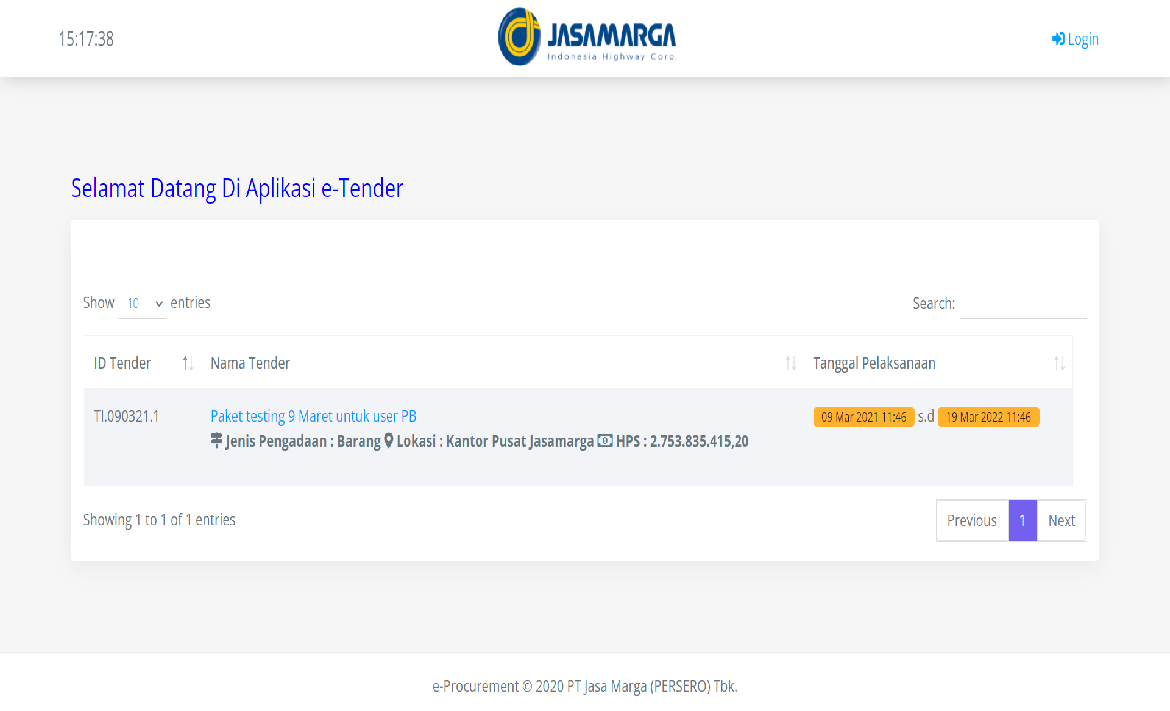 15:17:38
JASAMARGA
Indonesia Highway Corp.
Login
Selamat Datang Di Aplikasi e-Tender
Show 10 entries
Search:
ID Tender Nama Tender Tanggal Pelaksanaan
TI.090321.1 Paket testing 9 Maret untuk user PB 09 Mar 2021 11:46 s.d 19 Mar 2022 11:46
Jenis Pengadaan : Barang Lokasi : Kantor Pusat Jasamarga HPS : 2.753.835.415,20
Showing 1 to 1 of 1 entries
Previous 1 Next
e-Procurement © 2020 PT Jasa Marga (PERSERO) Tbk.